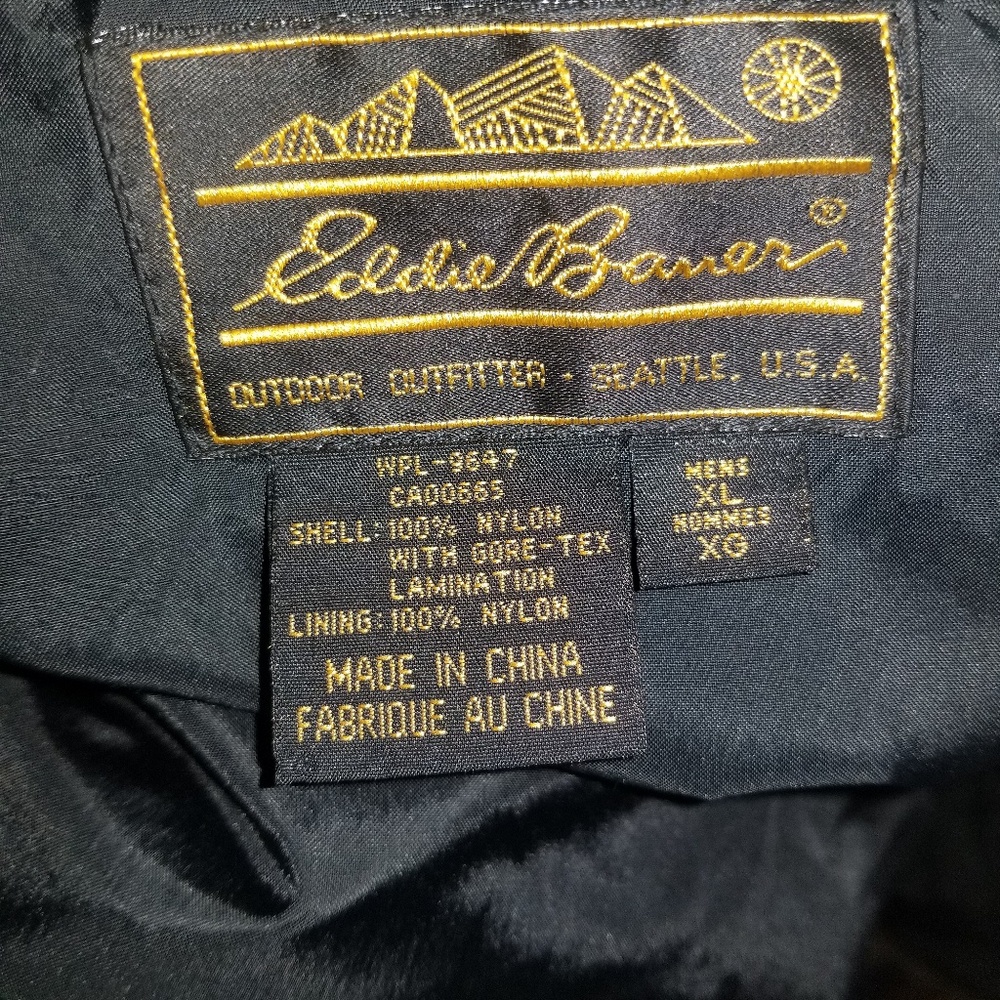 Eddie Bauer®
OUTDOOR OUTFITTER · SEATTLE, U.S.A.
WPL-9647
CA00665
SHELL: 100% NYLON
WITH GORE-TEX
LAMINATION
LINING: 100% NYLON
MADE IN CHINA
FABRIQUE AU CHINE
MENS
XL
HOMMES
XG